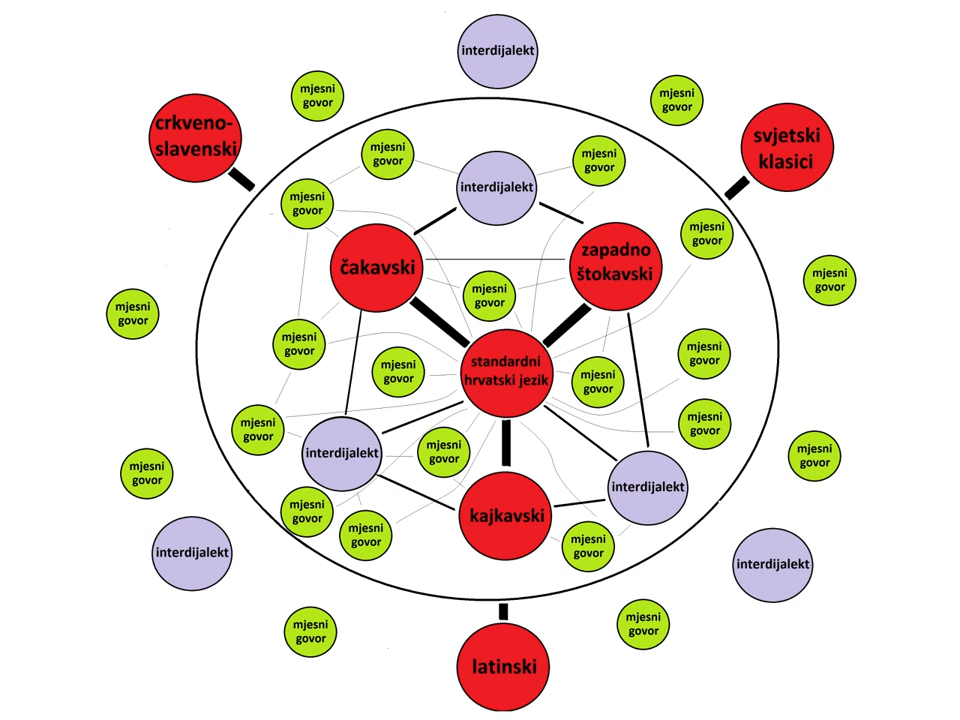 interdijalekt
mjesni
govor
mjesni
govor
crkveno-
slavenski
svjetski
klasici
mjesni
govor
mjesni
govor
interdijalekt
mjesni
govor
mjesni
govor
čakavski
zapadno
štokavski
mjesni
govor
mjesni
govor
mjesni
govor
mjesni
govor
standardni
hrvatski jezik
mjesni
govor
mjesni
govor
mjesni
govor
mjesni
govor
mjesni
govor
interdijalekt
mjesni
govor
mjesni
govor
mjesni
govor
interdijalekt
mjesni
govor
mjesni
govor
kajkavski
mjesni
govor
interdijalekt
interdijalekt
mjesni
govor
mjesni
govor
latinski